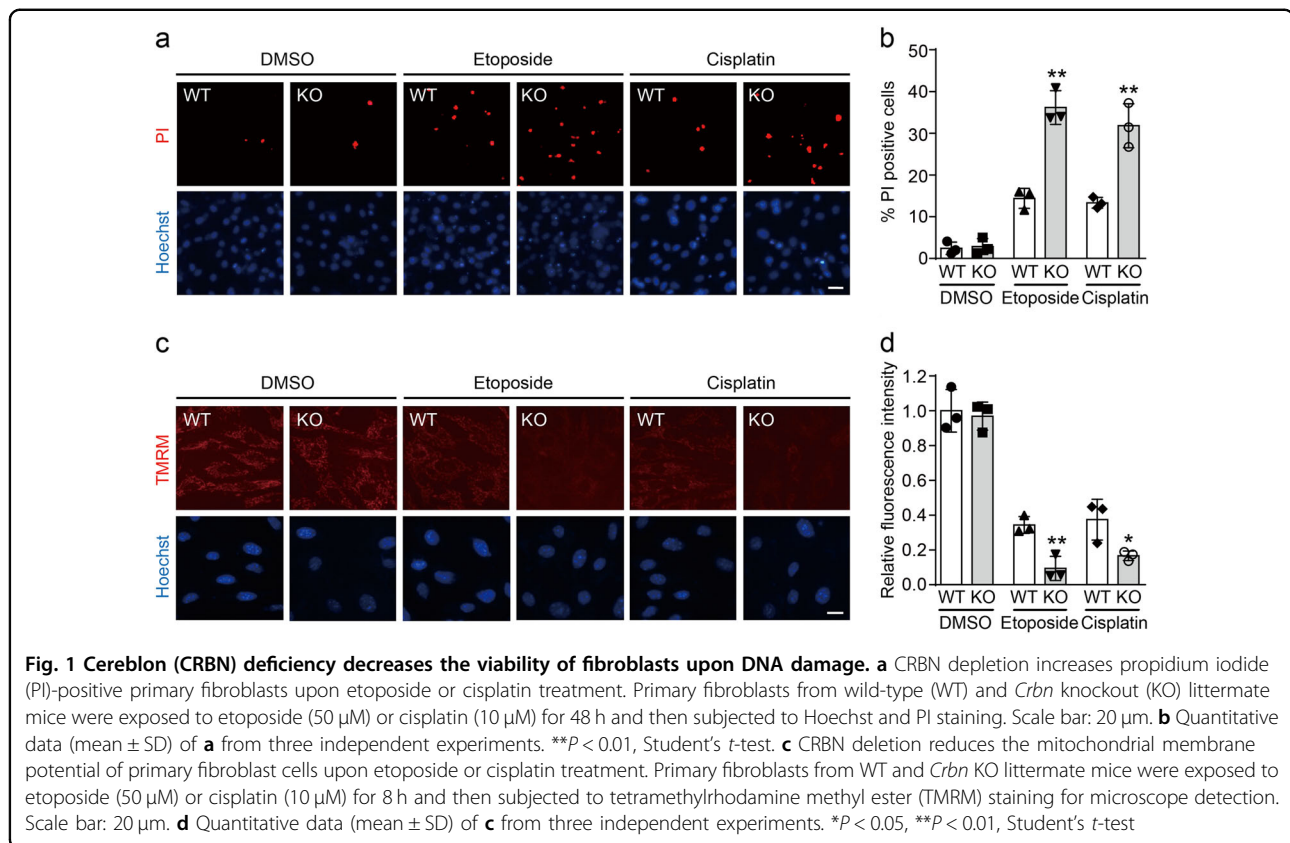 a
DMSO Etoposide Cisplatin
WT KO WT KO WT KO
PI
Hoechst
b
% PI positive cells
50
40
30
20
10
0
** **
WT KO WT KO WT KO
DMSO Etoposide Cisplatin
c
DMSO Etoposide Cisplatin
WT KO WT KO WT KO
TMRM
Hoechst
d
Relative fluorescence intensity
1.2
1.0
0.8
0.6
0.4
0.2
0.0
** *
WT KO WT KO WT KO
DMSO Etoposide Cisplatin
Fig. 1 Cereblon (CRBN) deficiency decreases the viability of fibroblasts upon DNA damage. a CRBN depletion increases propidium iodide
(PI)-positive primary fibroblasts upon etoposide or cisplatin treatment. Primary fibroblasts from wild-type (WT) and Crbn knockout (KO) littermate
mice were exposed to etoposide (50 μM) or cisplatin (10 μM) for 48 h and then subjected to Hoechst and PI staining. Scale bar: 20 μm. b Quantitative
data (mean ± SD) of a from three independent experiments. **P < 0.01, Student's t-test. c CRBN deletion reduces the mitochondrial membrane
potential of primary fibroblast cells upon etoposide or cisplatin treatment. Primary fibroblasts from WT and Crbn KO littermate mice were exposed to
etoposide (50 μM) or cisplatin (10 μM) for 8 h and then subjected to tetramethylrhodamine methyl ester (TMRM) staining for microscope detection.
Scale bar: 20 μm. d Quantitative data (mean ± SD) of c from three independent experiments. *P < 0.05, **P < 0.01, Student's t-test